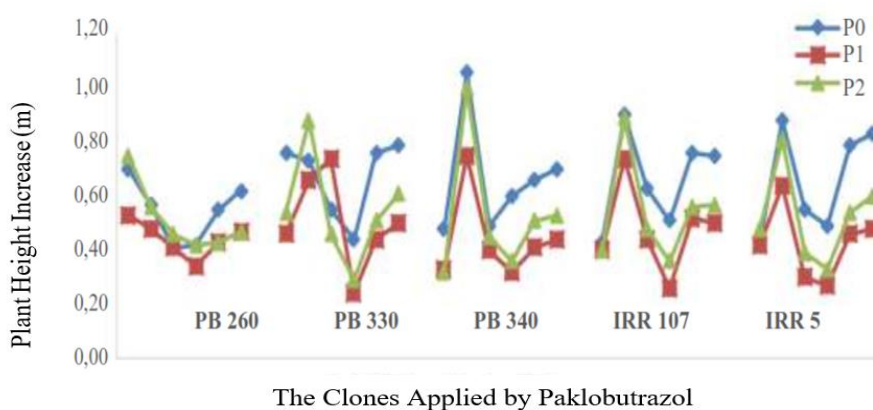 1,20
1,00
0,80
0,60
0,40
0,20
0,00
Plant Height Increase (m)
P0
P1
P2
PB 260 PB 330 PB 340 IRR 107 IRR 5
The Clones Applied by Paklobutrazol